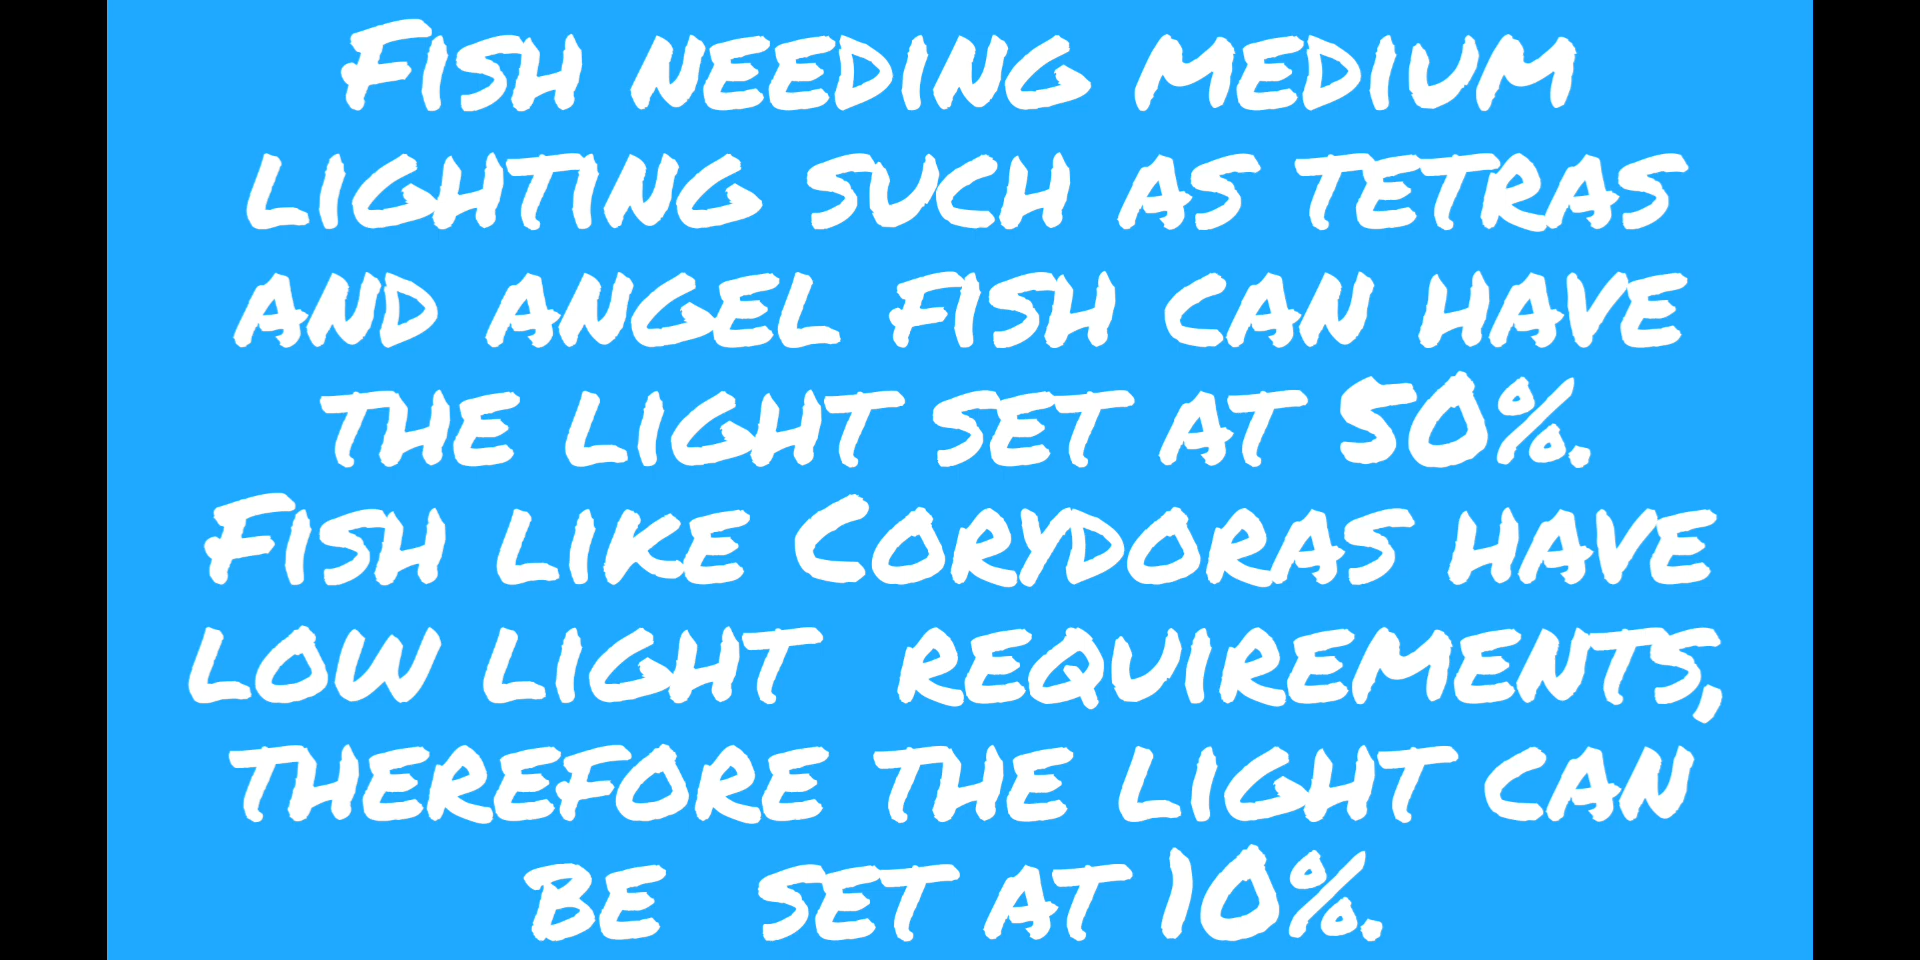 Fish needing medium
lighting such as tetras
and angel fish can have
the light set at 50%.
Fish like Corydoras have
low light requirements,
therefore the light can
be set at 10%.